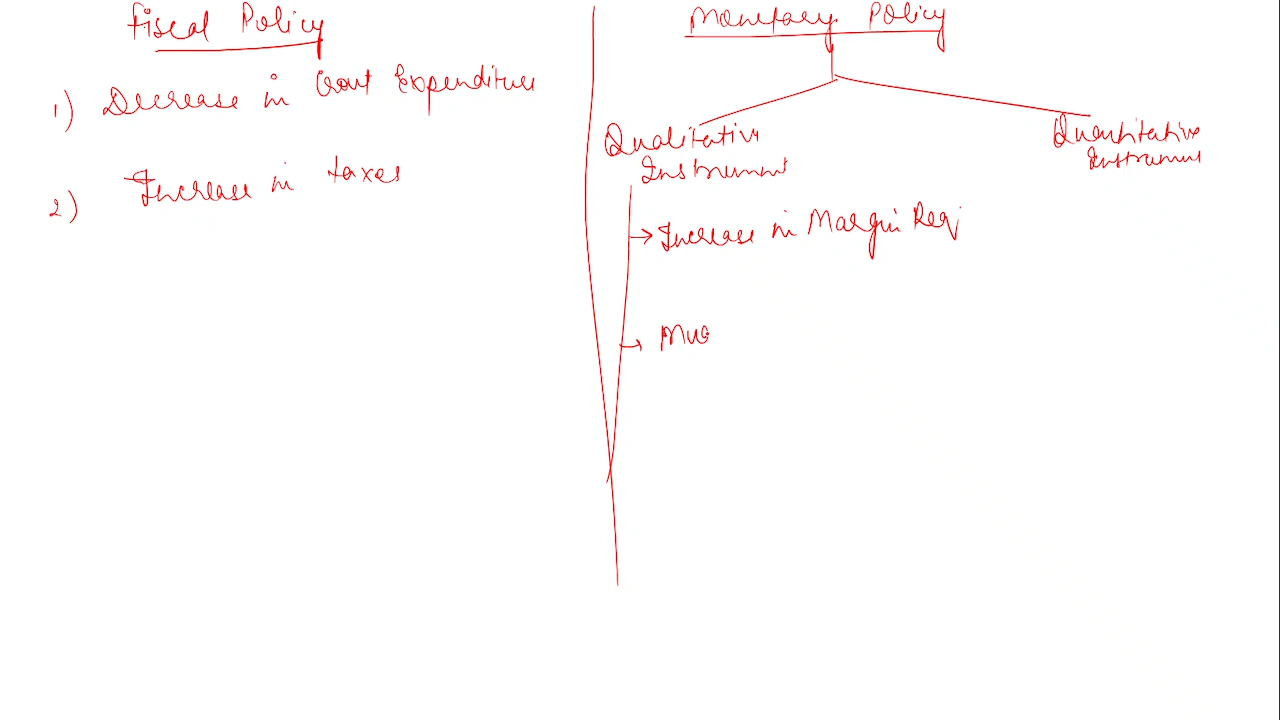 Fiscal Policy
1) Decrease in Govt Expenditure
2) Increase in taxes
Monetary Policy
Qualitative
Instrument
→ Increase in Margin Req
→
Quantitative
Instrument